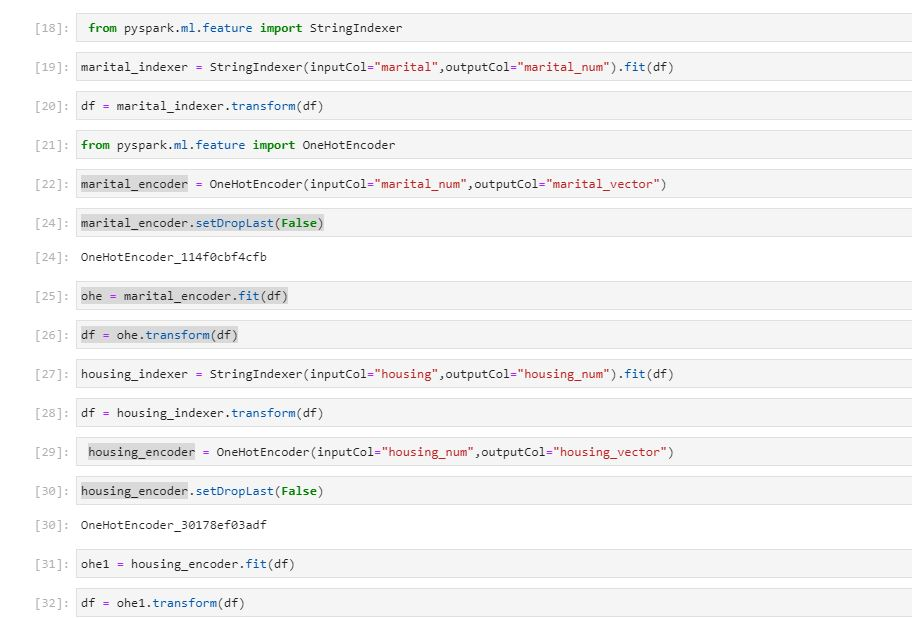 [18]: from pyspark.ml.feature import StringIndexer
[19]: marital_indexer = StringIndexer(inputCol="marital",outputCol="marital_num").fit(df)
[20]: df = marital_indexer.transform(df)
[21]: from pyspark.ml.feature import OneHotEncoder
[22]: marital_encoder = OneHotEncoder(inputCol="marital_num",outputCol="marital_vector")
[24]: marital_encoder.setDropLast(False)
[24]: OneHotEncoder_114f0cbf4cfb
[25]: ohe = marital_encoder.fit(df)
[26]: df = ohe.transform(df)
[27]: housing_indexer = StringIndexer(inputCol="housing",outputCol="housing_num").fit(df)
[28]: df = housing_indexer.transform(df)
[29]: housing_encoder = OneHotEncoder(inputCol="housing_num",outputCol="housing_vector")
[30]: housing_encoder.setDropLast(False)
[30]: OneHotEncoder_30178ef03adf
[31]: ohe1 = housing_encoder.fit(df)
[32]: df = ohe1.transform(df)